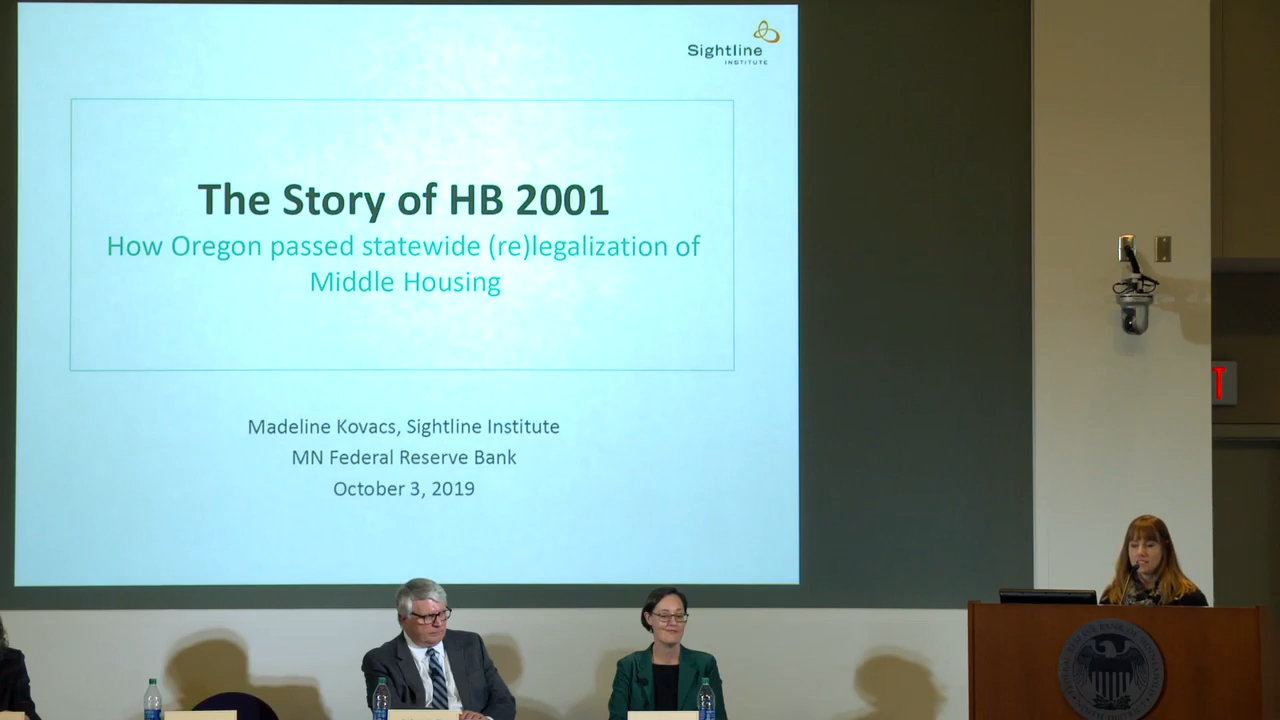 Sightline
INSTITUTE
The Story of HB 2001
How Oregon passed statewide (re)legalization of
Middle Housing
Madeline Kovacs, Sightline Institute
MN Federal Reserve Bank
October 3, 2019